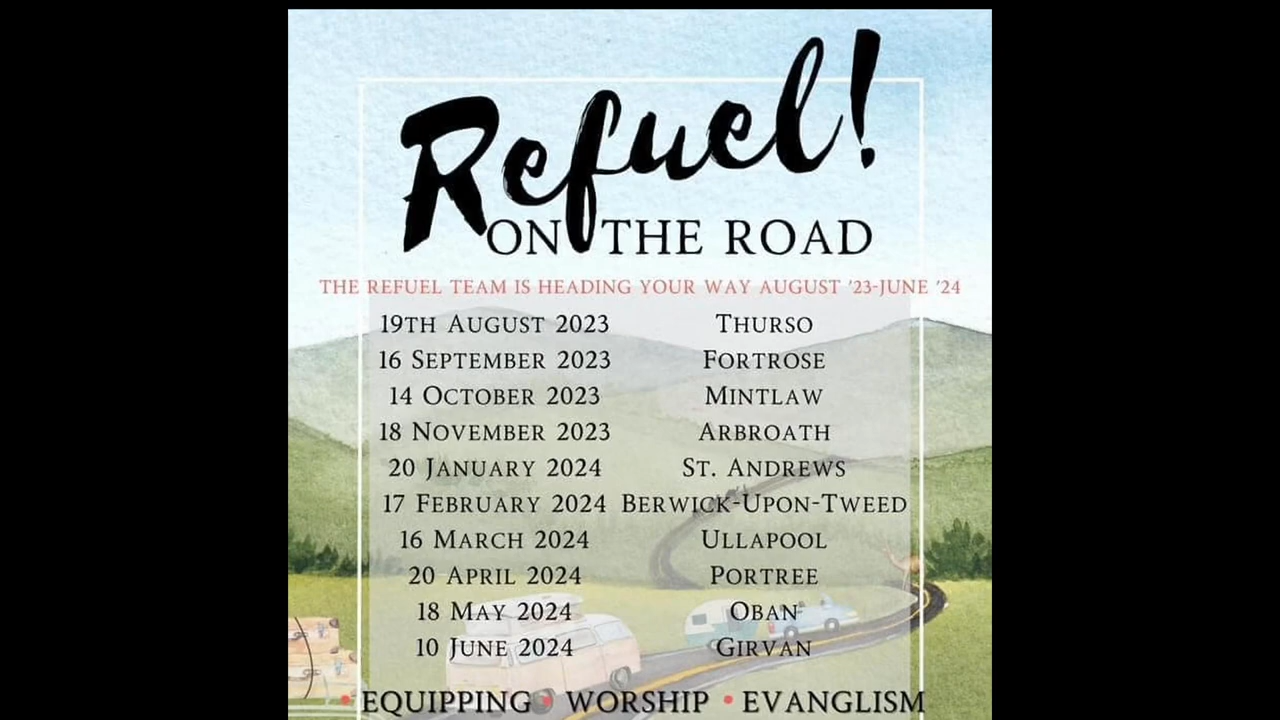 Refuel!
ON THE ROAD
THE REFUEL TEAM IS HEADING YOUR WAY AUGUST '23-JUNE '24
19TH AUGUST 2023 THURSO
16 SEPTEMBER 2023 FORTROSE
14 OCTOBER 2023 MINTLAW
18 NOVEMBER 2023 ARBROATH
20 JANUARY 2024 ST. ANDREWS
17 FEBRUARY 2024 BERWICK-UPON-TWEED
16 MARCH 2024 ULLAPOOL
20 APRIL 2024 PORTREE
18 MAY 2024 OBAN
10 JUNE 2024 GIRVAN
• EQUIPPING • WORSHIP • EVANGLISM